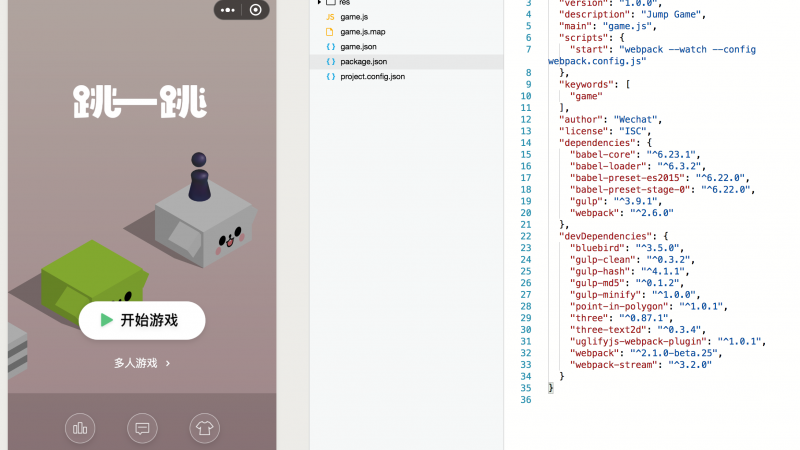 跳一跳
开始游戏
多人游戏 ›
res
JS game.js
game.js.map
{ } game.json
{ } package.json
{ } project.config.json
3 "version": "1.0.0",
4 "description": "Jump Game",
5 "main": "game.js",
6 "scripts": {
7 "start": "webpack --watch --config
webpack.config.js"
8 },
9 "keywords": [
10 "game"
11 ],
12 "author": "Wechat",
13 "license": "ISC",
14 "dependencies": {
15 "babel-core": "^6.23.1",
16 "babel-loader": "^6.3.2",
17 "babel-preset-es2015": "^6.22.0",
18 "babel-preset-stage-0": "^6.22.0",
19 "gulp": "^3.9.1",
20 "webpack": "^2.6.0"
21 },
22 "devDependencies": {
23 "bluebird": "^3.5.0",
24 "gulp-clean": "^0.3.2",
25 "gulp-hash": "^4.1.1",
26 "gulp-md5": "^0.1.2",
27 "gulp-minify": "^1.0.0",
28 "point-in-polygon": "^1.0.1",
29 "three": "^0.87.1",
30 "three-text2d": "^0.3.4",
31 "uglifyjs-webpack-plugin": "^1.0.1",
32 "webpack": "^2.1.0-beta.25",
33 "webpack-stream": "^3.2.0"
34 }
35 }
36